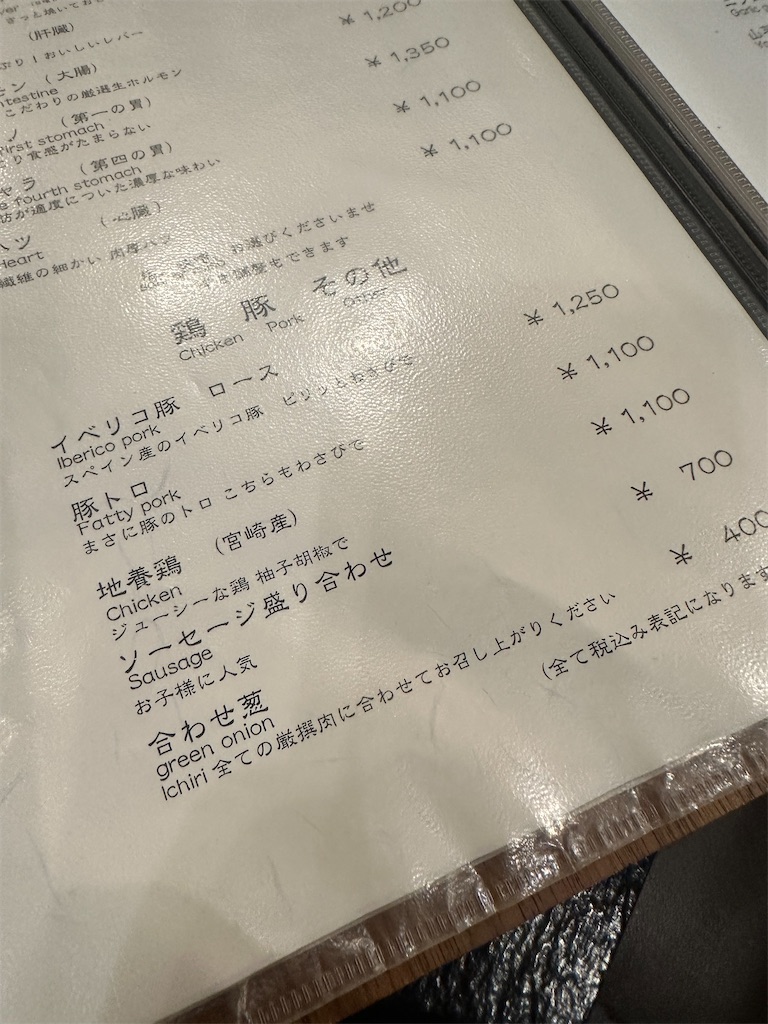 (肝臓)
おいしいレバー
¥ 1,200
(大腸)
ntestine
こだわりの厳選生ホルモン
¥ 1,350
ノ (第一の胃)
First stomach
り食感がたまらない
¥ 1,100
ャラ (第四の胃)
e fourth stomach
肪が適度についた濃厚な味わい
¥ 1,100
ハツ (心臓)
Heart
繊維の細かい 肉厚ハツ
お選びくださいませ
もできます
鶏 豚 その他
Chicken Pork Other
イベリコ豚 ロース ¥ 1,250
Iberico pork
スペイン産のイベリコ豚 ピリッとわさびで
豚トロ ¥ 1,100
Fatty pork
まさに豚のトロ こちらもわさびで
地養鶏 (宮崎産) ¥ 1,100
Chicken
ジューシーな鶏 柚子胡椒で
ソーセージ盛り合わせ ¥ 700
Sausage
お子様に人気
合わせ葱 ¥ 400
green onion
Ichiri 全ての厳撰肉に合わせてお召し上がりください
(全て税込み表記になります